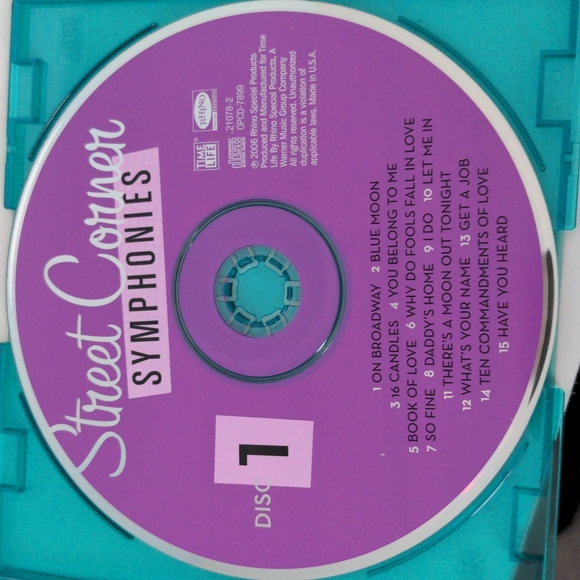 Street Corner
SYMPHONIES
RHINO
TIME
LIFE
21078-2
OPCD-7899
℗ 2006 Rhino Special Products
Produced and Manufactured for Time
Life By Rhino Special Products, A
Warner Music Group Company
All rights reserved. Unauthorized
duplication is a violation of
applicable laws. Made in U.S.A.
DISC 1
1 ON BROADWAY 2 BLUE MOON
3 16 CANDLES 4 YOU BELONG TO ME
5 BOOK OF LOVE 6 WHY DO FOOLS FALL IN LOVE
7 SO FINE 8 DADDY'S HOME 9 I DO 10 LET ME IN
11 THERE'S A MOON OUT TONIGHT
12 WHAT'S YOUR NAME 13 GET A JOB
14 TEN COMMANDMENTS OF LOVE
15 HAVE YOU HEARD